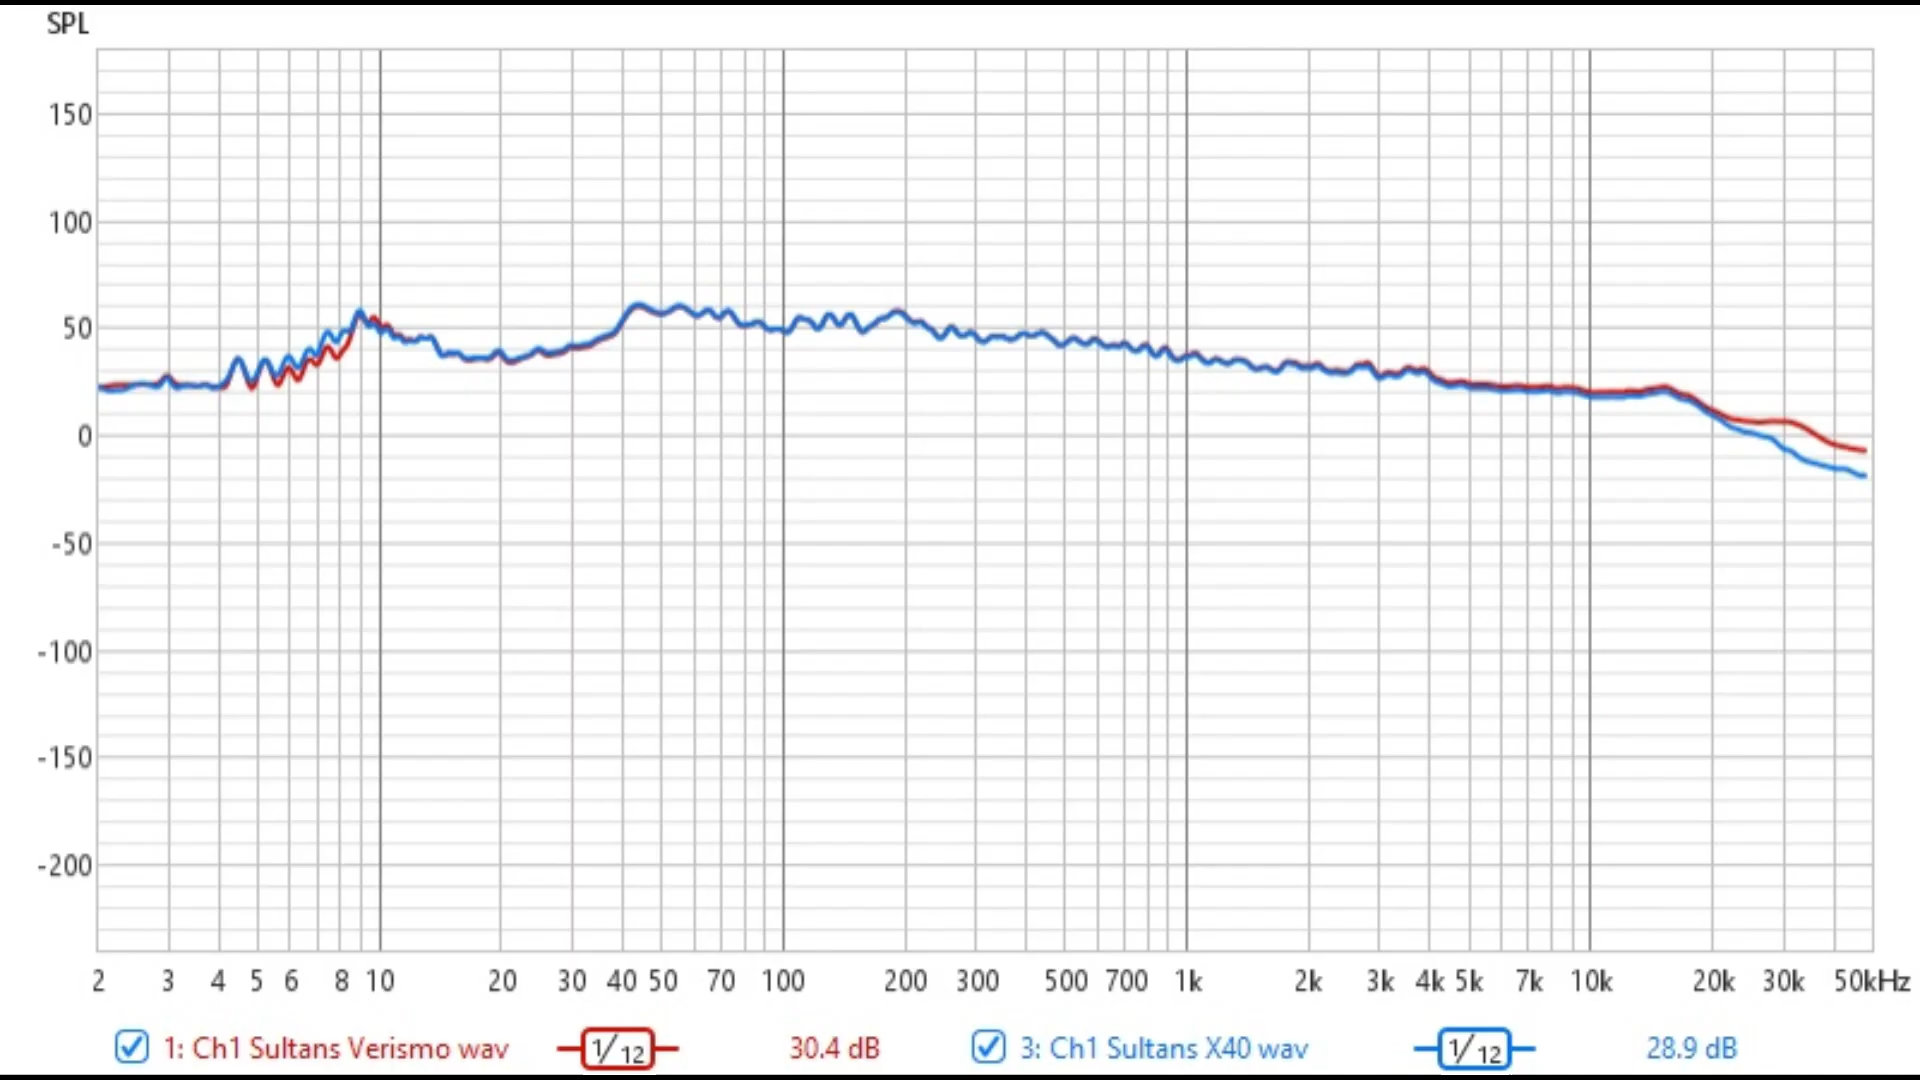 SPL
150
100
50
0
-50
-100
-150
-200
2 3 4 5 6 8 10 20 30 40 50 70 100 200 300 500 700 1k 2k 3k 4k 5k 7k 10k 20k 30k 50kHz
1: Ch1 Sultans Verismo wav 1/12 30.4 dB 3: Ch1 Sultans X40 wav 1/12 28.9 dB